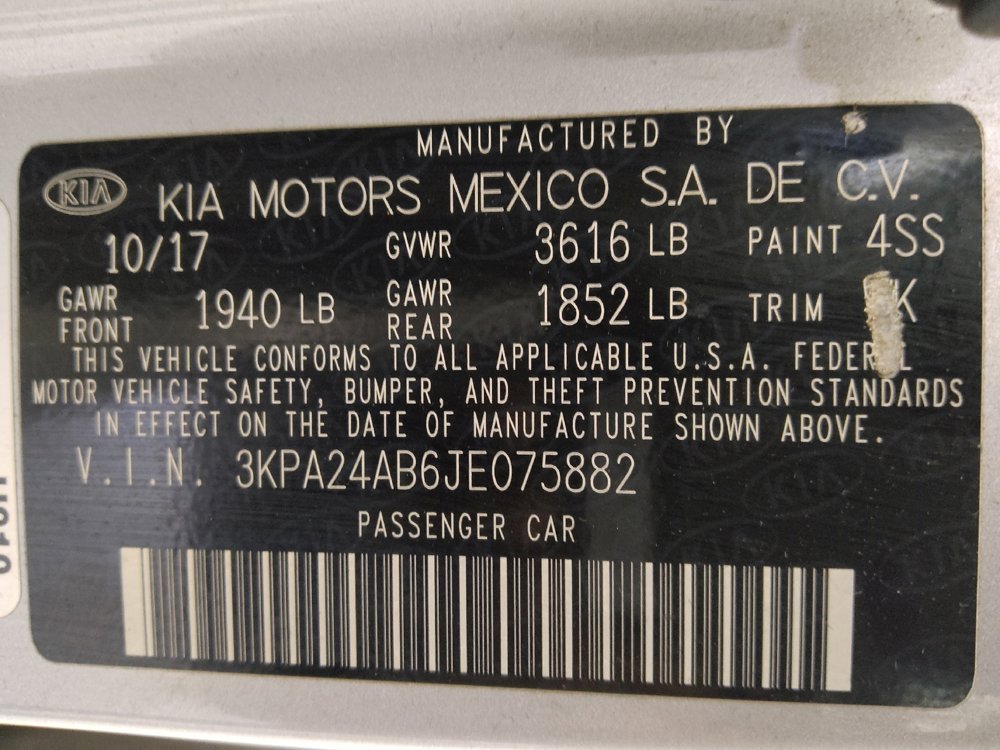 MANUFACTURED BY
KIA KIA MOTORS MEXICO S.A. DE C.V.
10/17 GVWR 3616 LB PAINT 4SS
GAWR FRONT 1940 LB GAWR REAR 1852 LB TRIM
THIS VEHICLE CONFORMS TO ALL APPLICABLE U.S.A.
MOTOR VEHICLE SAFETY, BUMPER, AND THEFT PREVENTION STANDARDS
IN EFFECT ON THE DATE OF MANUFACTURE SHOWN ABOVE.
V.I.N. 3KPA24AB6JE075882
PASSENGER CAR